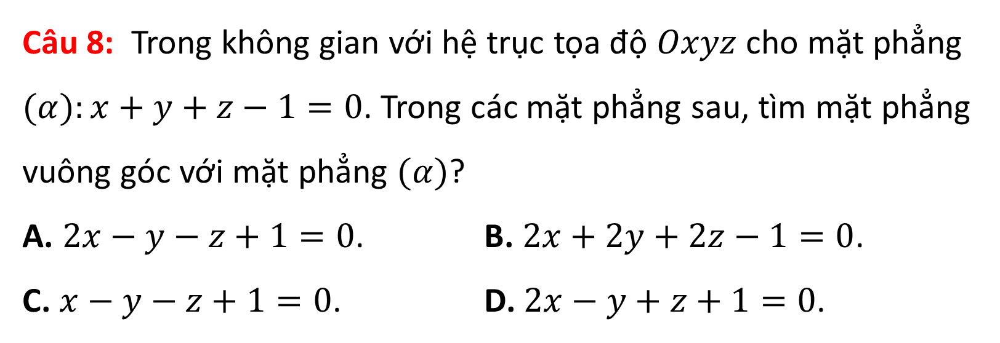 Câu 8: Trong không gian với hệ trục tọa độ Oxyz cho mặt phẳng
(α): x + y + z − 1 = 0. Trong các mặt phẳng sau, tìm mặt phẳng
vuông góc với mặt phẳng (α)?
A. 2x − y − z + 1 = 0. B. 2x + 2y + 2z − 1 = 0.
C. x − y − z + 1 = 0. D. 2x − y + z + 1 = 0.